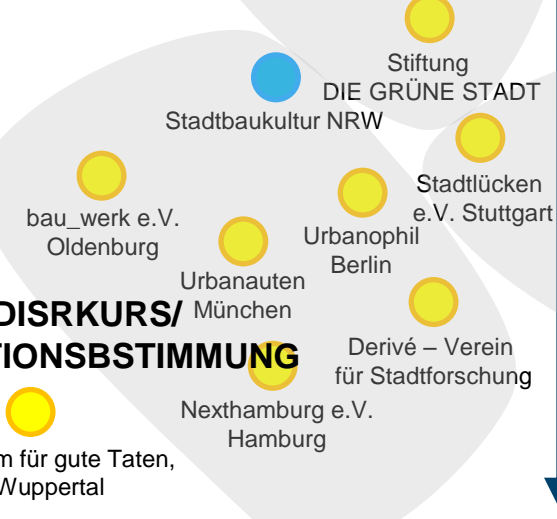 Stiftung
DIE GRÜNE STADT
Stadtbaukultur NRW
Stadtlücken
e.V. Stuttgart
bau_werk e.V.
Oldenburg
Urbanophil
Berlin
Urbanauten
München
DISRKURS/
TIONSBSTIMMUNG
Derivé – Verein
für Stadtforschung
Nexthamburg e.V.
Hamburg
m für gute Taten,
Wuppertal